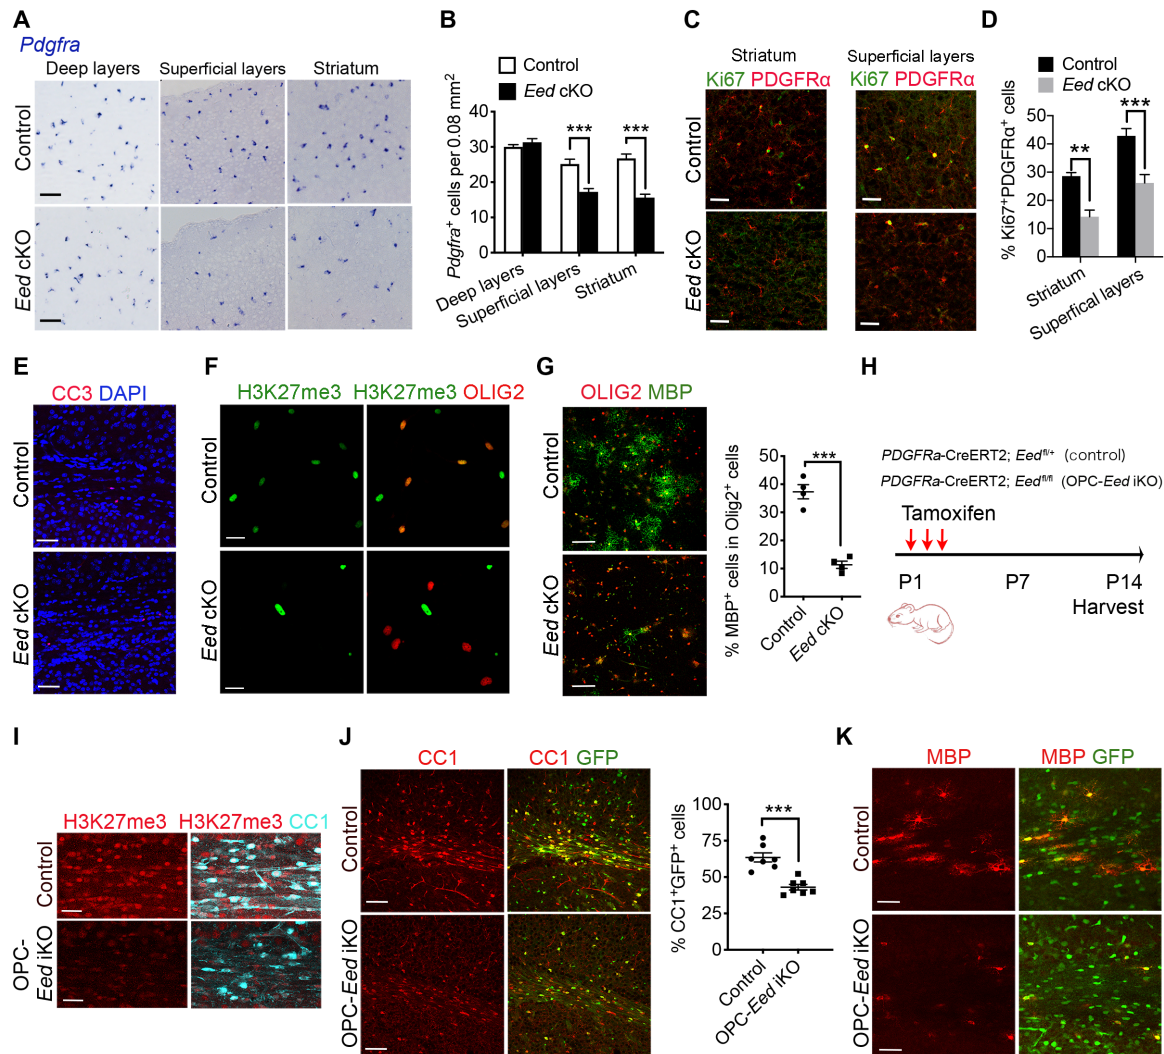 A
Pdgfra
Deep layers
Superficial layers
Striatum
Control
Eed cKO
B
Control
Eed cKO
Pdgfra+ cells per 0.08 mm2
40
30
20
10
0
***
***
Deep layers
Superficial layers
Striatum
C
Striatum
Superficial layers
Ki67 PDGFRα
Ki67 PDGFRα
Control
Eed cKO
Control
Eed cKO
D
Control
Eed cKO
% Ki67+PDGFRα+ cells
50
40
30
20
10
0
**
***
Striatum
Superfical layers
E
CC3 DAPI
Control
Eed cKO
F
H3K27me3
H3K27me3 OLIG2
Control
Eed cKO
G
OLIG2 MBP
Control
Eed cKO
% MBP+ cells in Olig2+ cells
50
40
30
20
10
0
***
Control
Eed cKO
H
PDGFRa-CreERT2; Eedfl/+ (control)
PDGFRa-CreERT2; Eedfl/fl (OPC-Eed iKO)
Tamoxifen
P1
P7
P14
Harvest
I
H3K27me3
H3K27me3 CC1
Control
OPC-
Eed iKO
J
CC1
CC1 GFP
Control
OPC-Eed iKO
% CC1+GFP+ cells
100
75
50
25
0
***
Control
OPC-Eed iKO
K
MBP
MBP GFP
Control
OPC-Eed iKO